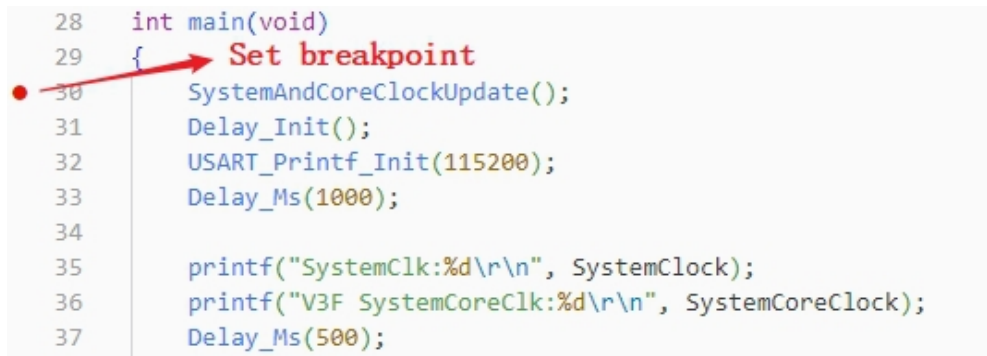 28 int main(void)
29 { Set breakpoint
30 SystemAndCoreClockUpdate();
31 Delay_Init();
32 USART_Printf_Init(115200);
33 Delay_Ms(1000);
34
35 printf("SystemClk:%d\r\n", SystemClock);
36 printf("V3F SystemCoreClk:%d\r\n", SystemCoreClock);
37 Delay_Ms(500);